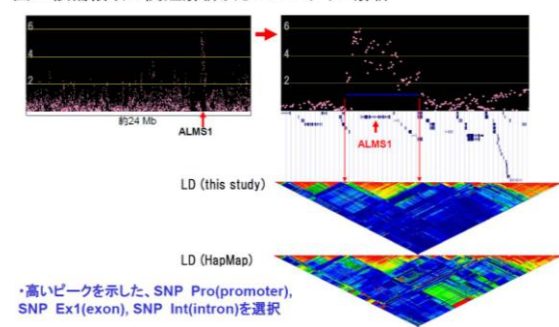 6
4
2
約24 Mb
ALMS1
6
4
2
ALMS1
LD (this study)
LD (HapMap)
・高いピークを示した、SNP Pro(promoter),
SNP Ex1(exon), SNP Int(intron)を選択